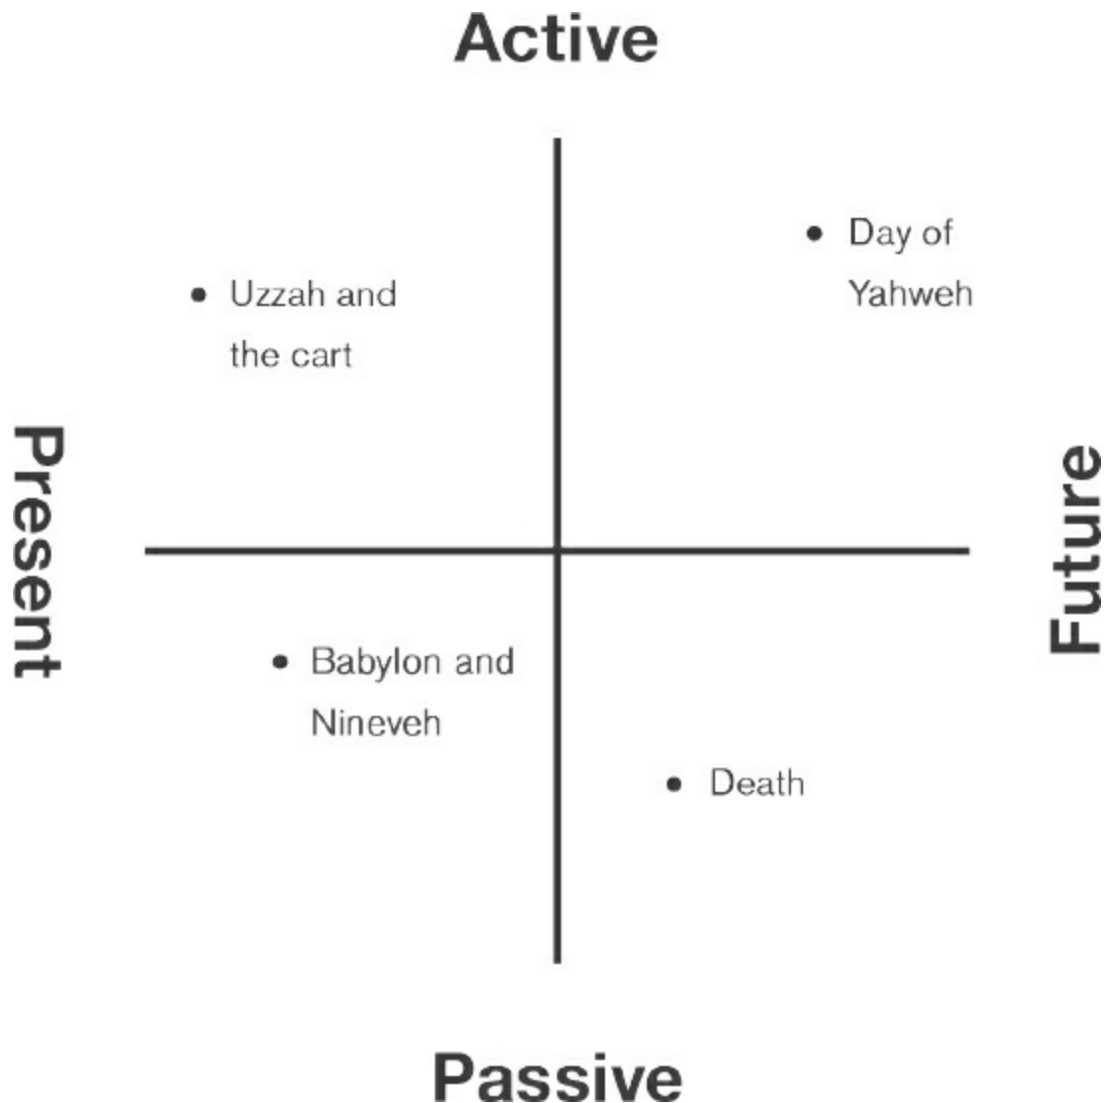 Active
Day of
Yahweh
Uzzah and
the cart
Present
Future
Babylon and
Nineveh
Death
Passive